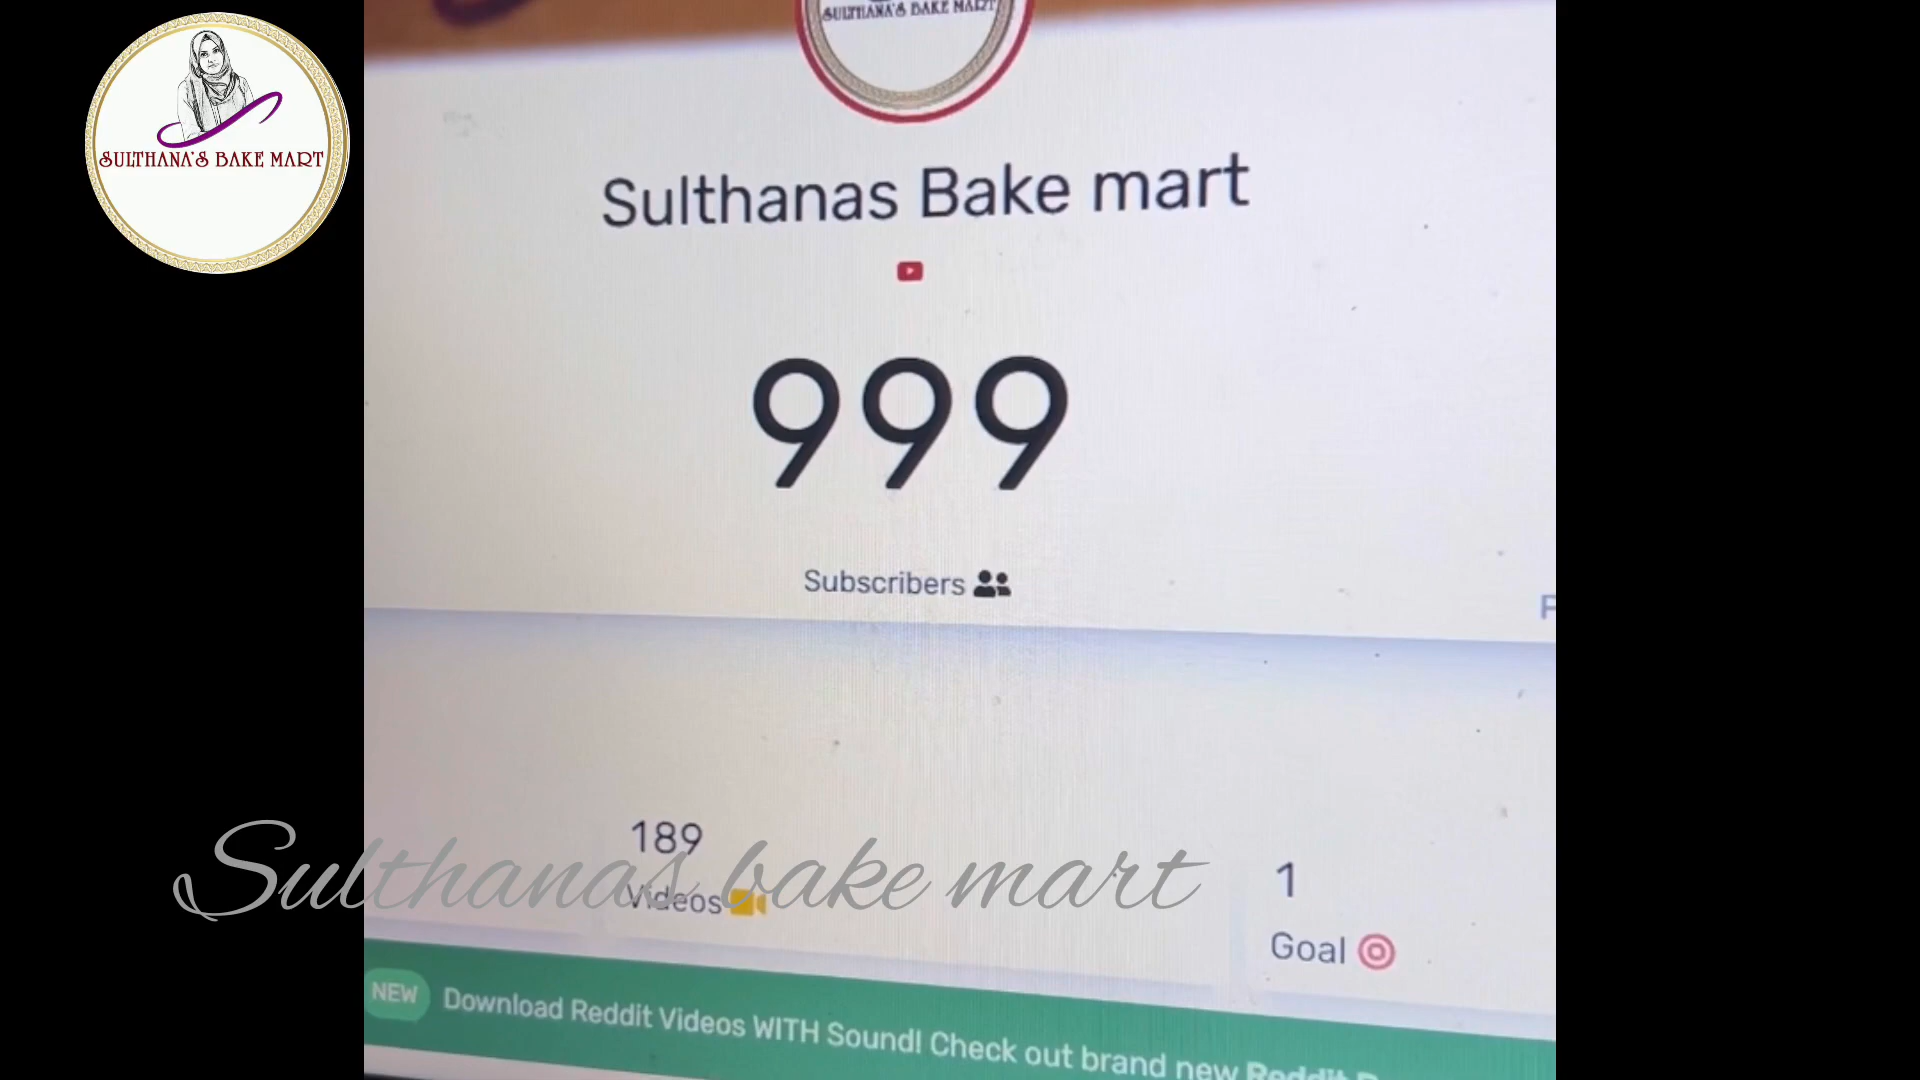 SULTHANA'S BAKE MART
SULTHANA'S BAKE MART
Sulthanas Bake mart
999
Subscribers
189
Videos
Sulthanas bake mart
1
Goal
NEW
Download Reddit Videos WITH Sound! Check out brand new Reddit